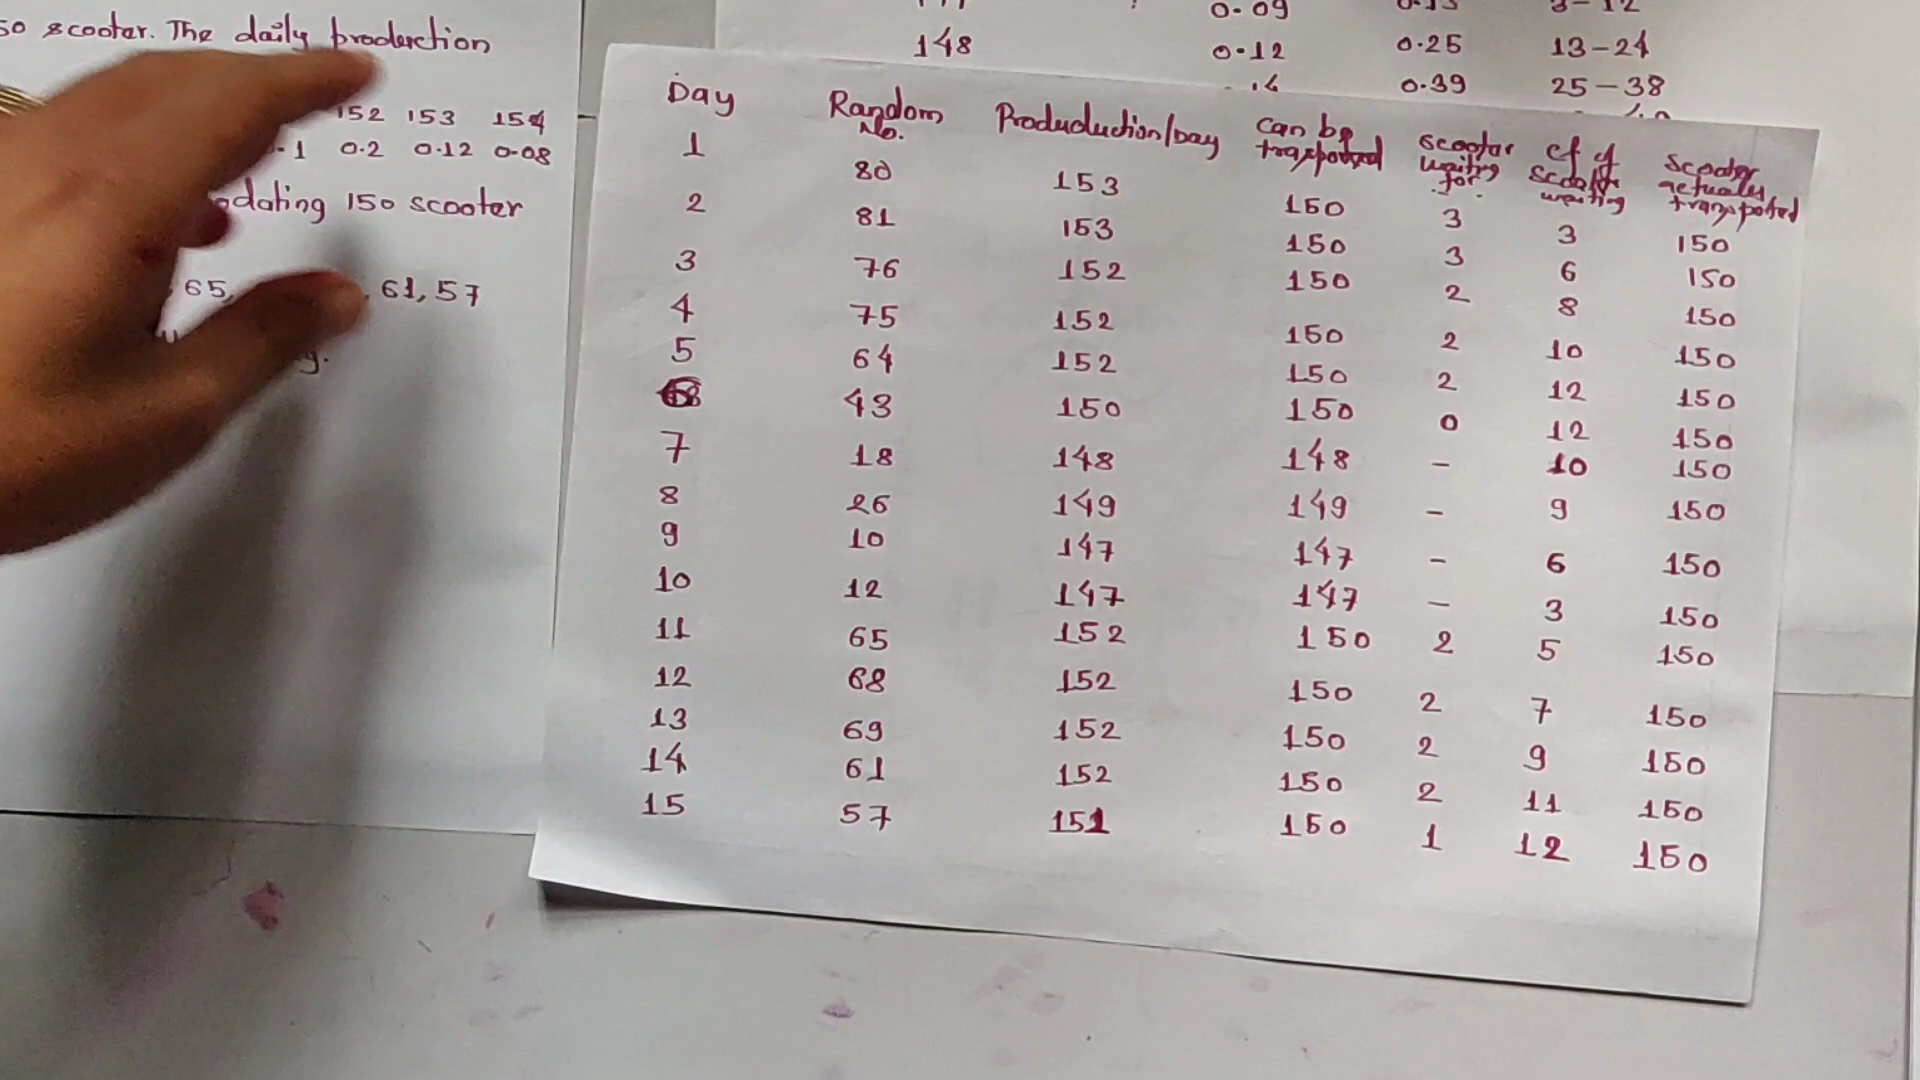 50 scooter. The daily production
152 153 154
1 0.2 0.12 0.08
dating 150 scooter
65, 61, 57
0.09 3-12
148 0.12 0.25 13-24
0.39 25-38
Day Random No. Produduction/Day can be scooter waiting for. cf of waiting
1 80 153 150 3 3 150
2 81 153 150 3 6 150
3 76 152 150 2 8 150
4 75 152 150 2 10 150
5 64 152 150 2 12 150
43 150 150 0 12 150
7 18 148 148 - 10 150
8 26 149 149 - 9 150
9 10 147 147 - 6 150
10 12 147 147 - 3 150
11 65 152 150 2 5 150
12 68 152 150 2 7 150
13 69 152 150 2 9 150
14 61 152 150 2 11 150
15 57 151 150 1 12 150